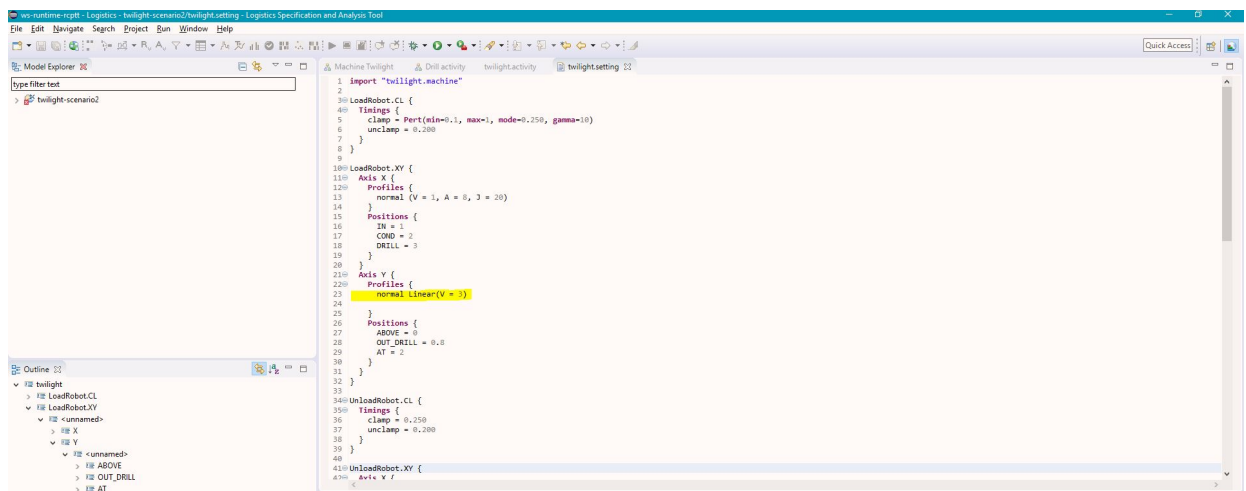 ws-runtime-rcptt - Logistics - twilight-scenario2/twilight.setting - Logistics Specification and Analysis Tool
File Edit Navigate Search Project Run Window Help
Quick Access
Model Explorer
type filter text
twilight-scenario2
Outline
twilight
LoadRobot.CL
LoadRobot.XY
<unnamed>
X
Y
<unnamed>
ABOVE
OUT_DRILL
AT
Machine Twilight Drill activity twilight.activity twilight.setting
1 import "twilight.machine"
2
3 LoadRobot.CL {
4 Timings {
5 clamp = Pert(min=0.1, max=1, mode=0.250, gamma=10)
6 unclamp = 0.200
7 }
8 }
9
10 LoadRobot.XY {
11 Axis X {
12 Profiles {
13 normal (V = 1, A = 8, J = 20)
14 }
15 Positions {
16 IN = 1
17 COND = 2
18 DRILL = 3
19 }
20 }
21 Axis Y {
22 Profiles {
23 normal Linear(V = 3)
24
25 }
26 Positions {
27 ABOVE = 0
28 OUT_DRILL = 0.8
29 AT = 2
30 }
31 }
32 }
33
34 UnloadRobot.CL {
35 Timings {
36 clamp = 0.250
37 unclamp = 0.200
38 }
39 }
40
41 UnloadRobot.XY {
42 Axis X {